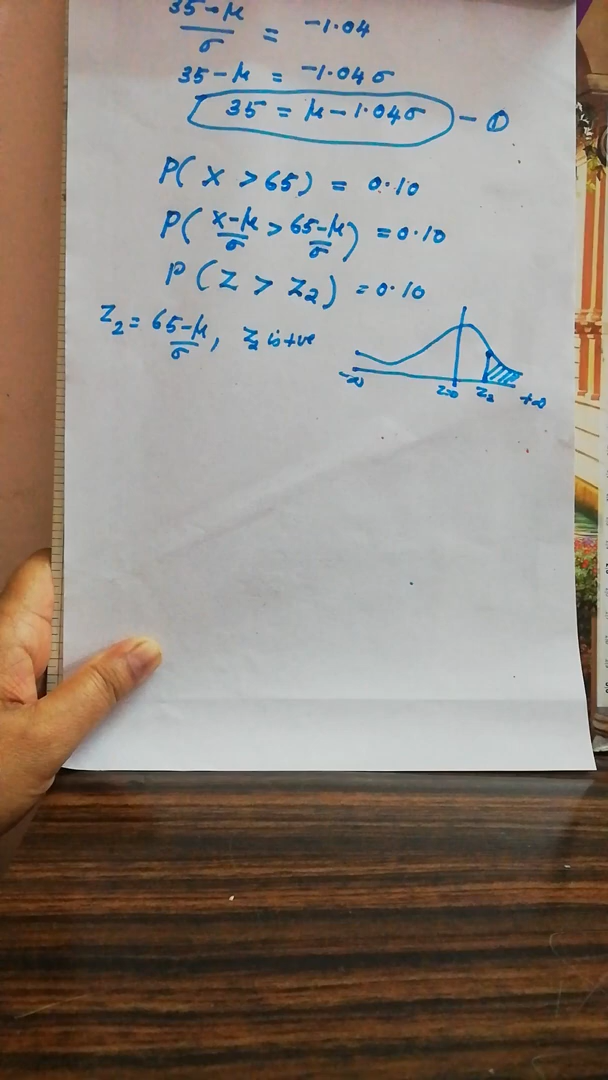 35-μ/σ = -1.04
35-μ = -1.04σ
35 = μ-1.04σ - ①
P(X >65) = 0.10
P(X-μ/σ > 65-μ/σ) = 0.10
P(Z > Z₂) = 0.10
Z₂ = 65-μ/σ, Z₂ is +ve
-∞ Z=0 Z₂ +∞